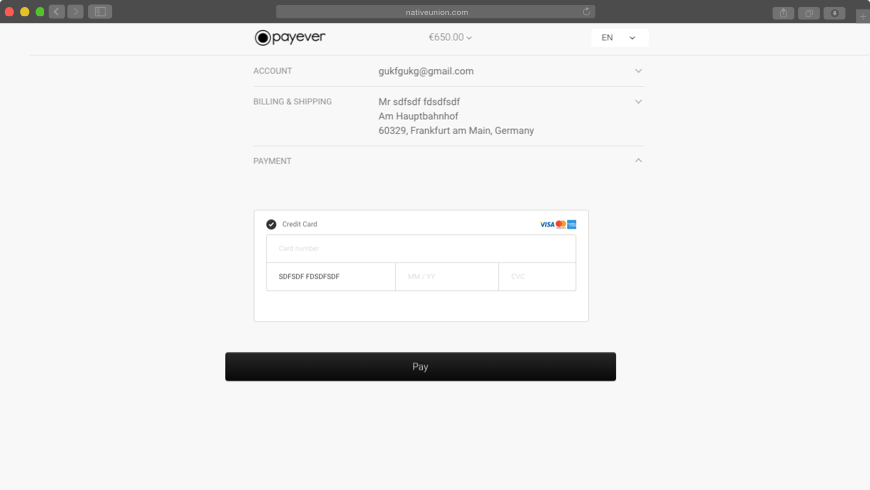 nativeunion.com
payever
€650.00
EN
ACCOUNT
gukfgukg@gmail.com
BILLING & SHIPPING
Mr sdfsdf fdsdfsdf
Am Hauptbahnhof
60329, Frankfurt am Main, Germany
PAYMENT
Credit Card
VISA
Card number
SDFSDF FDSDFSDF
MM / YY
CVC
Pay